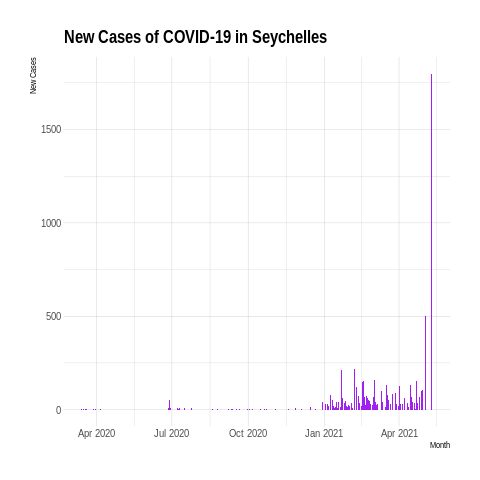 New Cases of COVID-19 in Seychelles
New Cases
1500
1000
500
0
Apr 2020 Jul 2020 Oct 2020 Jan 2021 Apr 2021
Month